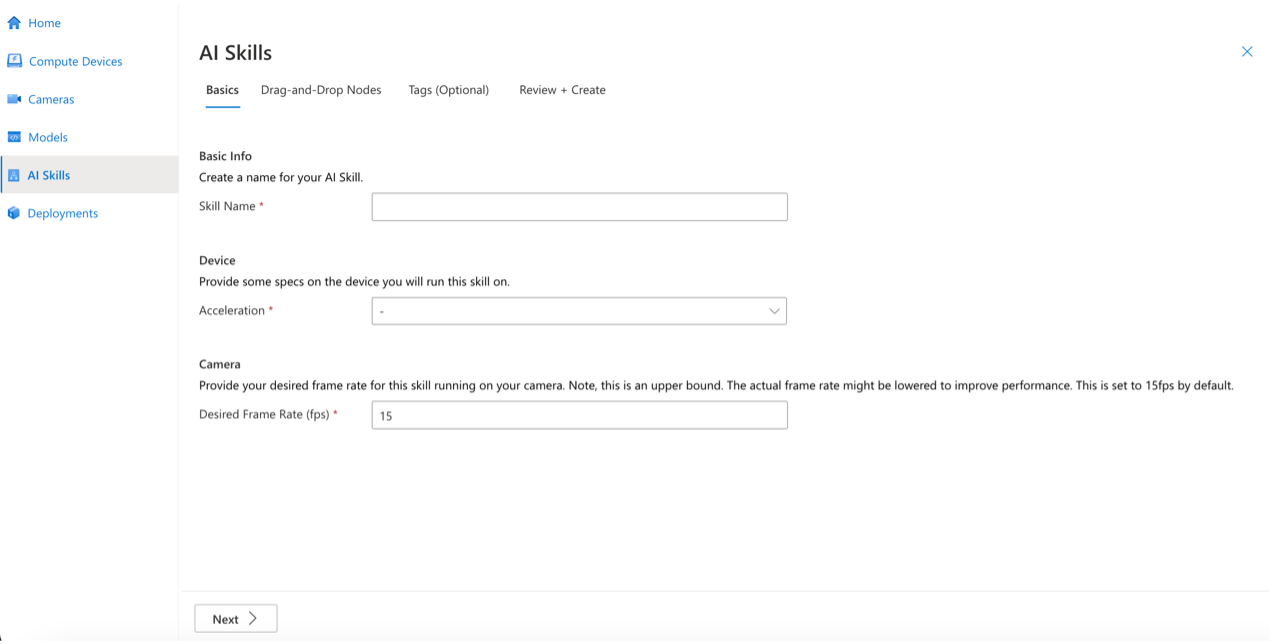 Home
Compute Devices
Cameras
Models
AI Skills
Deployments
AI Skills
Basics Drag-and-Drop Nodes Tags (Optional) Review + Create
Basic Info
Create a name for your AI Skill.
Skill Name *
Device
Provide some specs on the device you will run this skill on.
Acceleration * -
Camera
Provide your desired frame rate for this skill running on your camera. Note, this is an upper bound. The actual frame rate might be lowered to improve performance. This is set to 15fps by default.
Desired Frame Rate (fps) * 15
Next